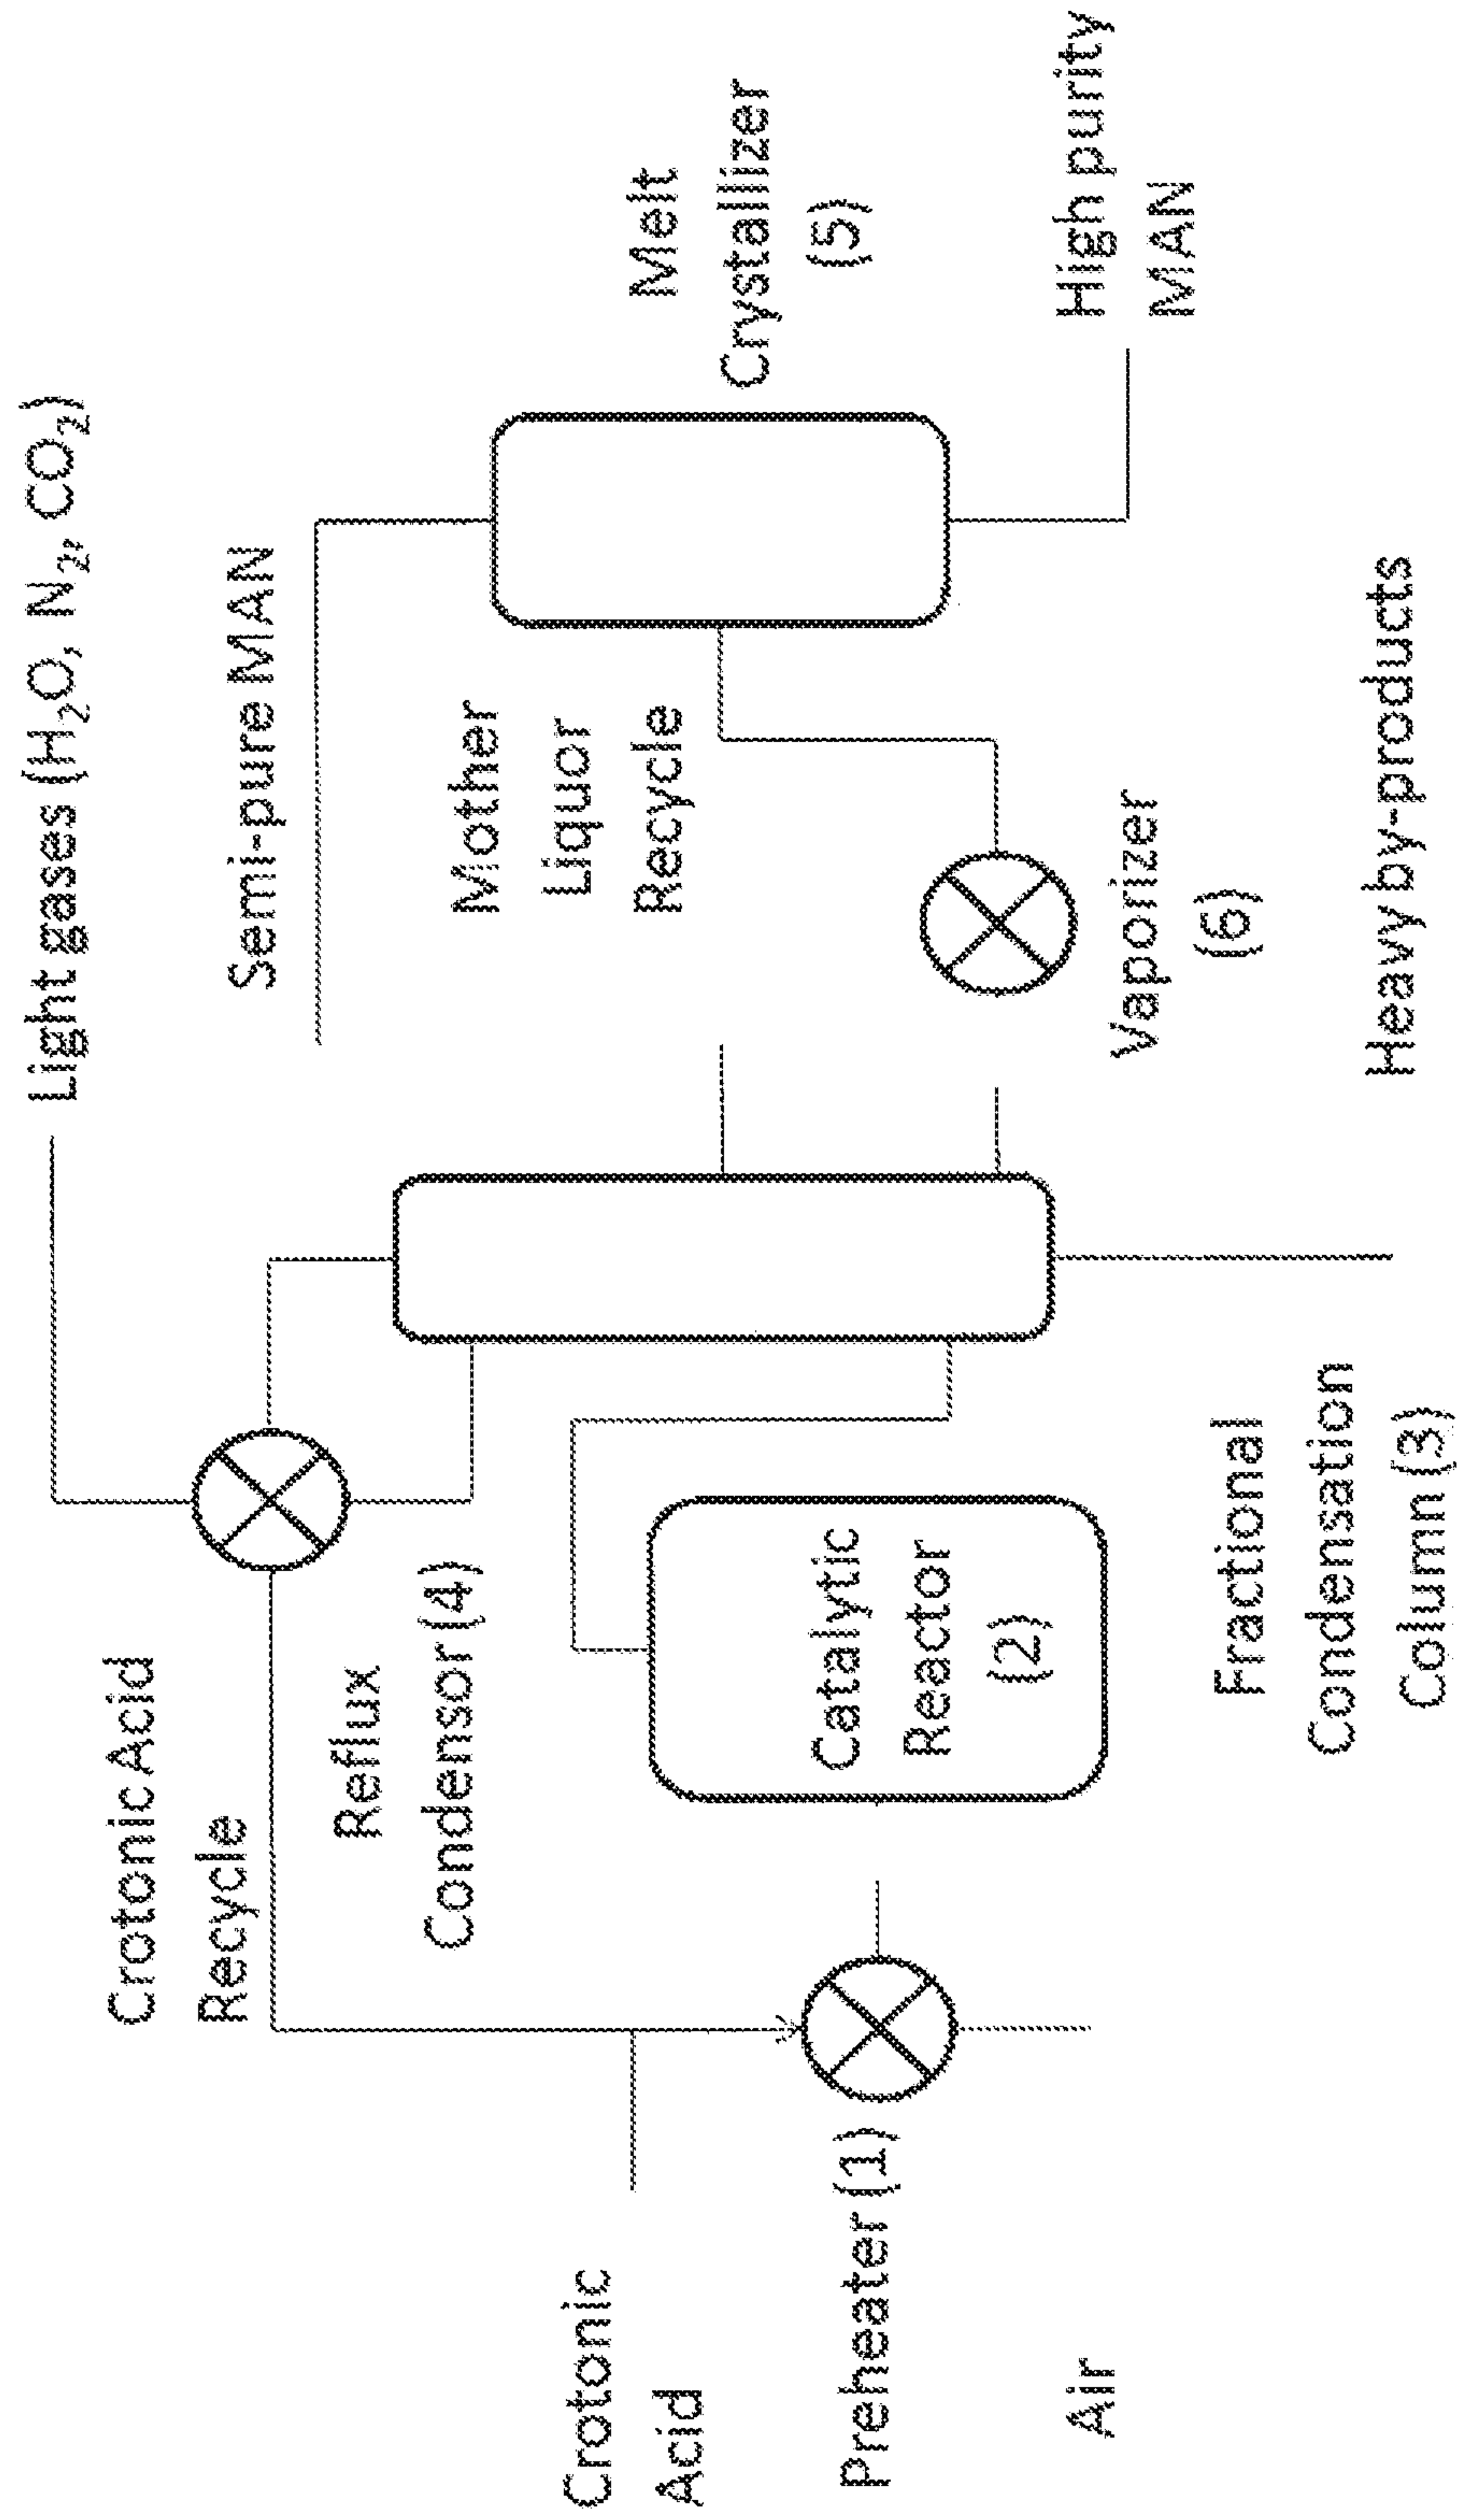 Light gases (H₂O, N₂, CO₂)
Crotonic Acid
Recycle
Semi-pure MAN
Reflux
Condensor (4)
Mother
Liquor
Recycle
Melt
Crystallizer
(5)
Crotonic
Acid
Catalytic
Reactor
(2)
Preheater (1)
Air
Vaporizer
(6)
High purity
MAN
Fractional
Condensation
Column (3)
Heavy by-products